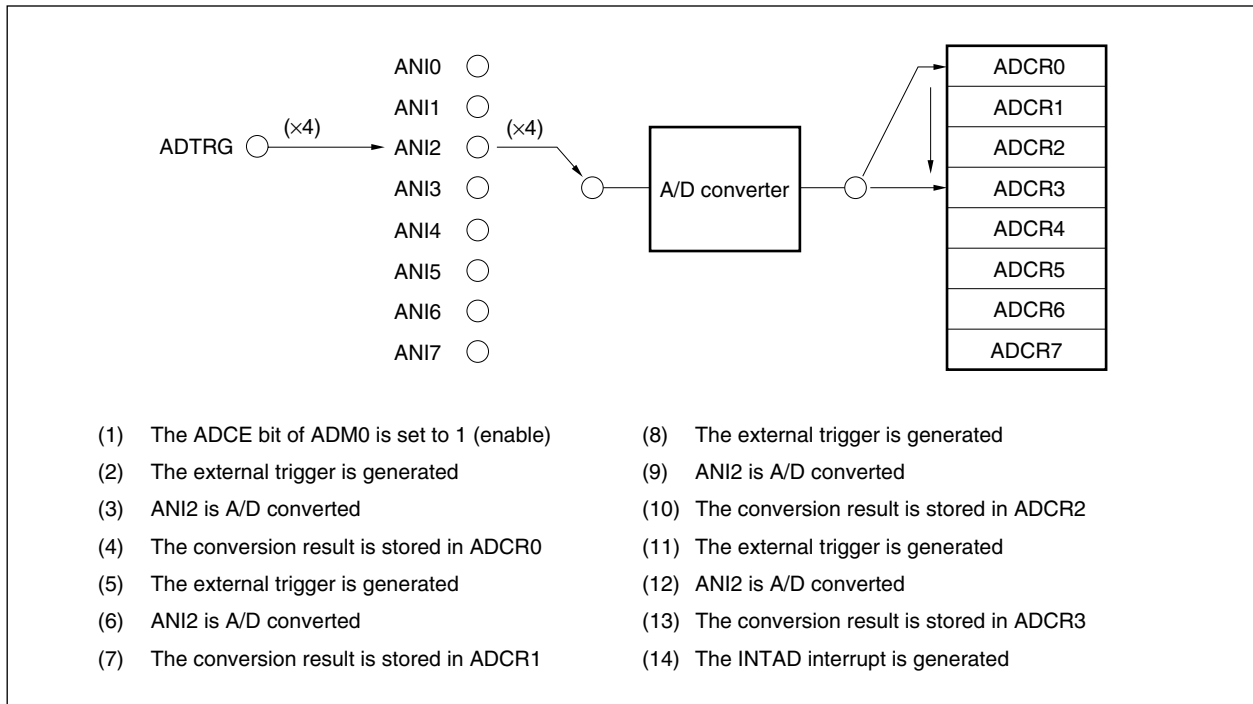 ANI0
ANI1
ADTRG (×4) ANI2 (×4)
ANI3
ANI4
ANI5
ANI6
ANI7
A/D converter
ADCR0
ADCR1
ADCR2
ADCR3
ADCR4
ADCR5
ADCR6
ADCR7
(1) The ADCE bit of ADM0 is set to 1 (enable)
(2) The external trigger is generated
(3) ANI2 is A/D converted
(4) The conversion result is stored in ADCR0
(5) The external trigger is generated
(6) ANI2 is A/D converted
(7) The conversion result is stored in ADCR1
(8) The external trigger is generated
(9) ANI2 is A/D converted
(10) The conversion result is stored in ADCR2
(11) The external trigger is generated
(12) ANI2 is A/D converted
(13) The conversion result is stored in ADCR3
(14) The INTAD interrupt is generated